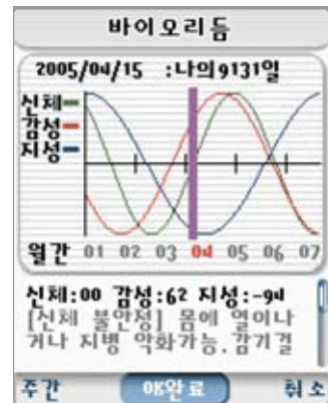 바이오리듬
2005/04/15 :나의9131일
신체
감성
지성
월간 01 02 03 04 05 06 07
신체:00 감성:62 지성:-94
[신체 불안정] 몸에 열이나
거나 지병 악화가능. 감기걸
주간 OK완료 취소